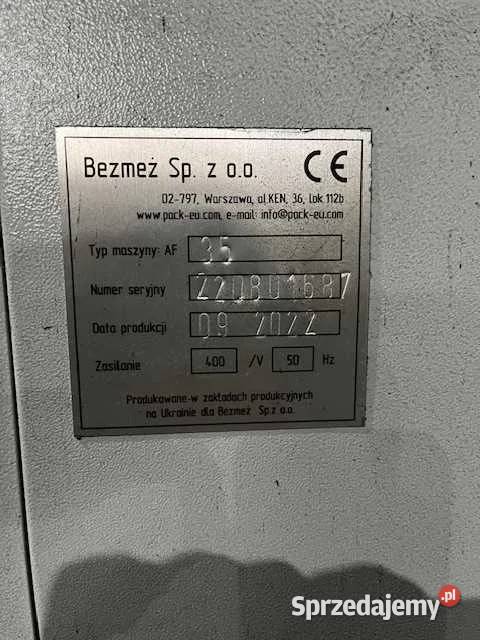 Bezmeż Sp. z o.o. CE
02-797, Warszawa, al.KEN, 36, lok 112b
www.pack-eu.com, e-mail: info@pack-eu.com
Typ maszyny: AF 35
Numer seryjny 220801687
Data produkcji 09 2022
Zasilanie 400 /V 50 Hz
Produkowane w zakładach produkcyjnych
na Ukrainie dla Bezmeż Sp.z o.o.
Sprzedajemy.pl